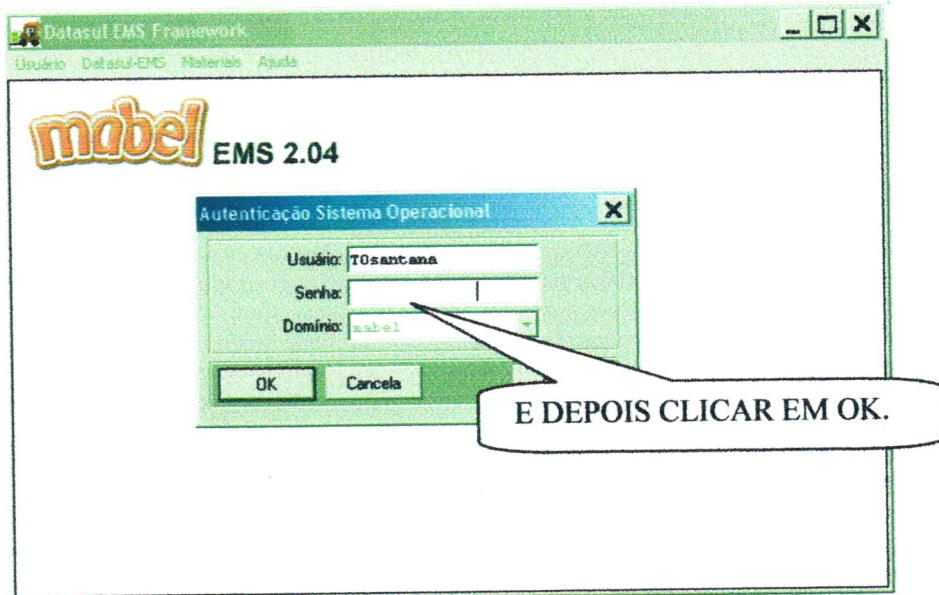 Datasul EMS Framework
Usuário Datasul-EMS Materiais Ajuda
mabel EMS 2.04
Autenticação Sistema Operacional
Usuário: TOsantana
Senha:
Domínio: mabel
OK Cancela
E DEPOIS CLICAR EM OK.